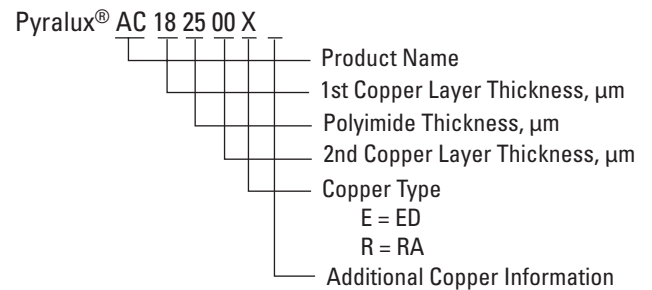 Pyralux® AC 18 25 00 X _
Product Name
1st Copper Layer Thickness, µm
Polyimide Thickness, µm
2nd Copper Layer Thickness, µm
Copper Type
E = ED
R = RA
Additional Copper Information